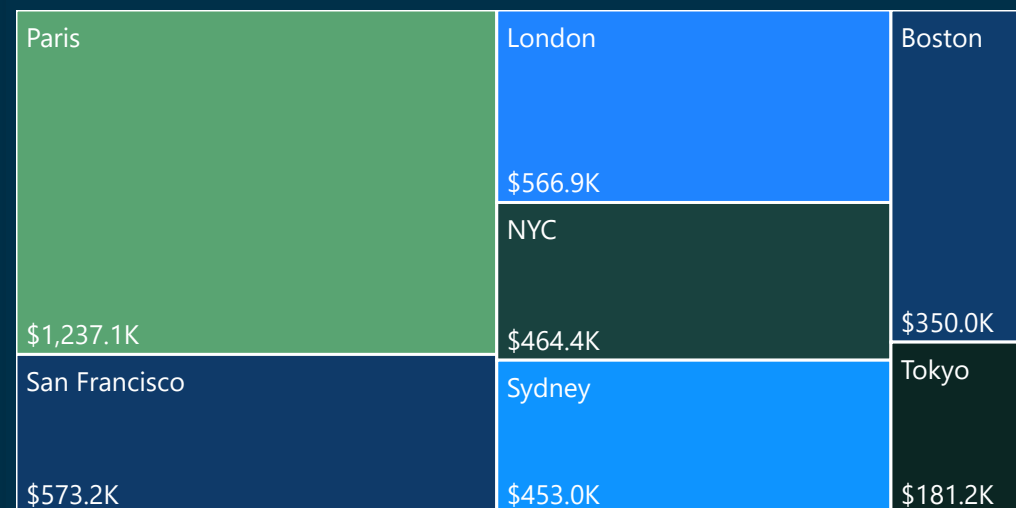 Paris
$1,237.1K
San Francisco
$573.2K
London
$566.9K
NYC
$464.4K
Sydney
$453.0K
Boston
$350.0K
Tokyo
$181.2K